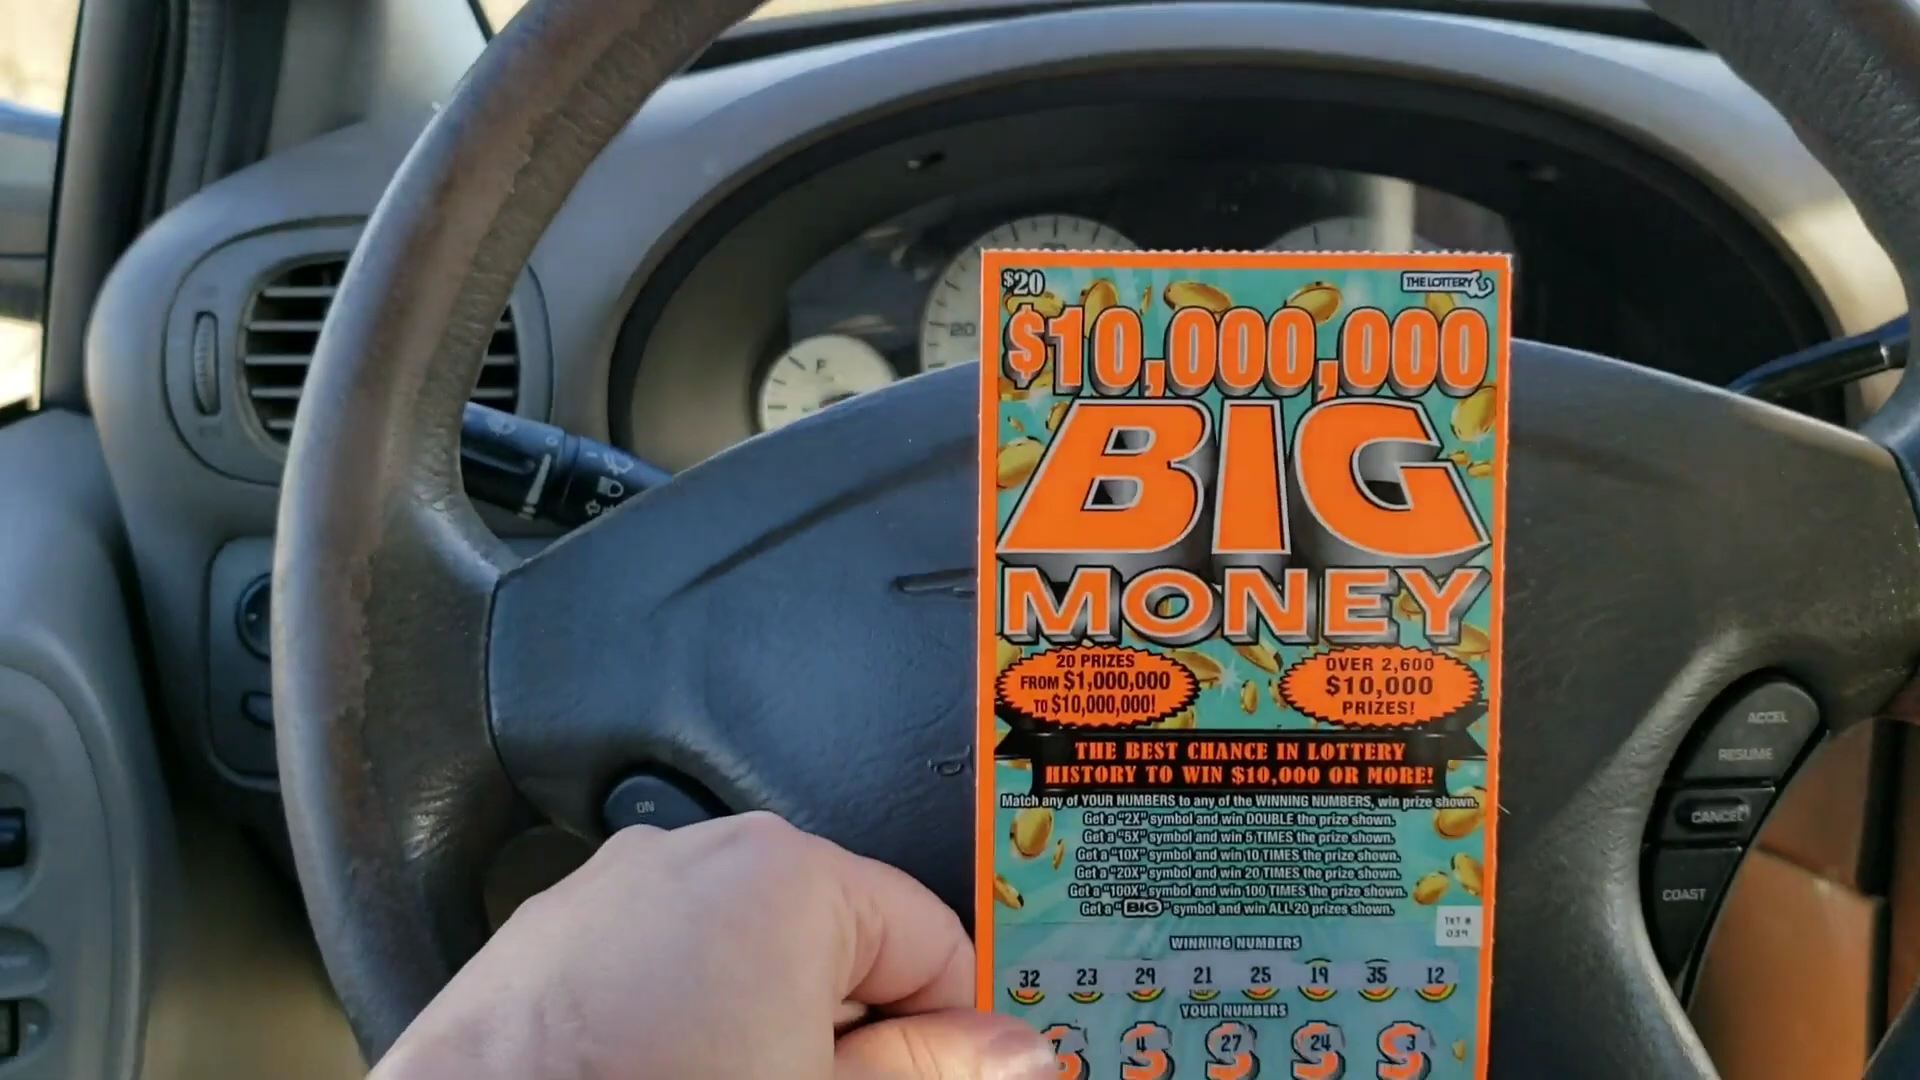 $20
THE LOTTERY
$10,000,000
BIG
MONEY
20 PRIZES
FROM $1,000,000
TO $10,000,000!
OVER 2,600
$10,000
PRIZES!
THE BEST CHANCE IN LOTTERY
HISTORY TO WIN $10,000 OR MORE!
Match any of YOUR NUMBERS to any of the WINNING NUMBERS, win prize shown.
Get a "2X" symbol and win DOUBLE the prize shown.
Get a "5X" symbol and win 5 TIMES the prize shown.
Get a "10X" symbol and win 10 TIMES the prize shown.
Get a "20X" symbol and win 20 TIMES the prize shown.
Get a "100X" symbol and win 100 TIMES the prize shown.
Get a "BIG" symbol and win ALL 20 prizes shown.
TKT #
039
WINNING NUMBERS
32 23 29 21 25 19 35 12
YOUR NUMBERS
7 4 27 24 3
F
20
ON
ACCEL
RESUME
CANCEL
COAST